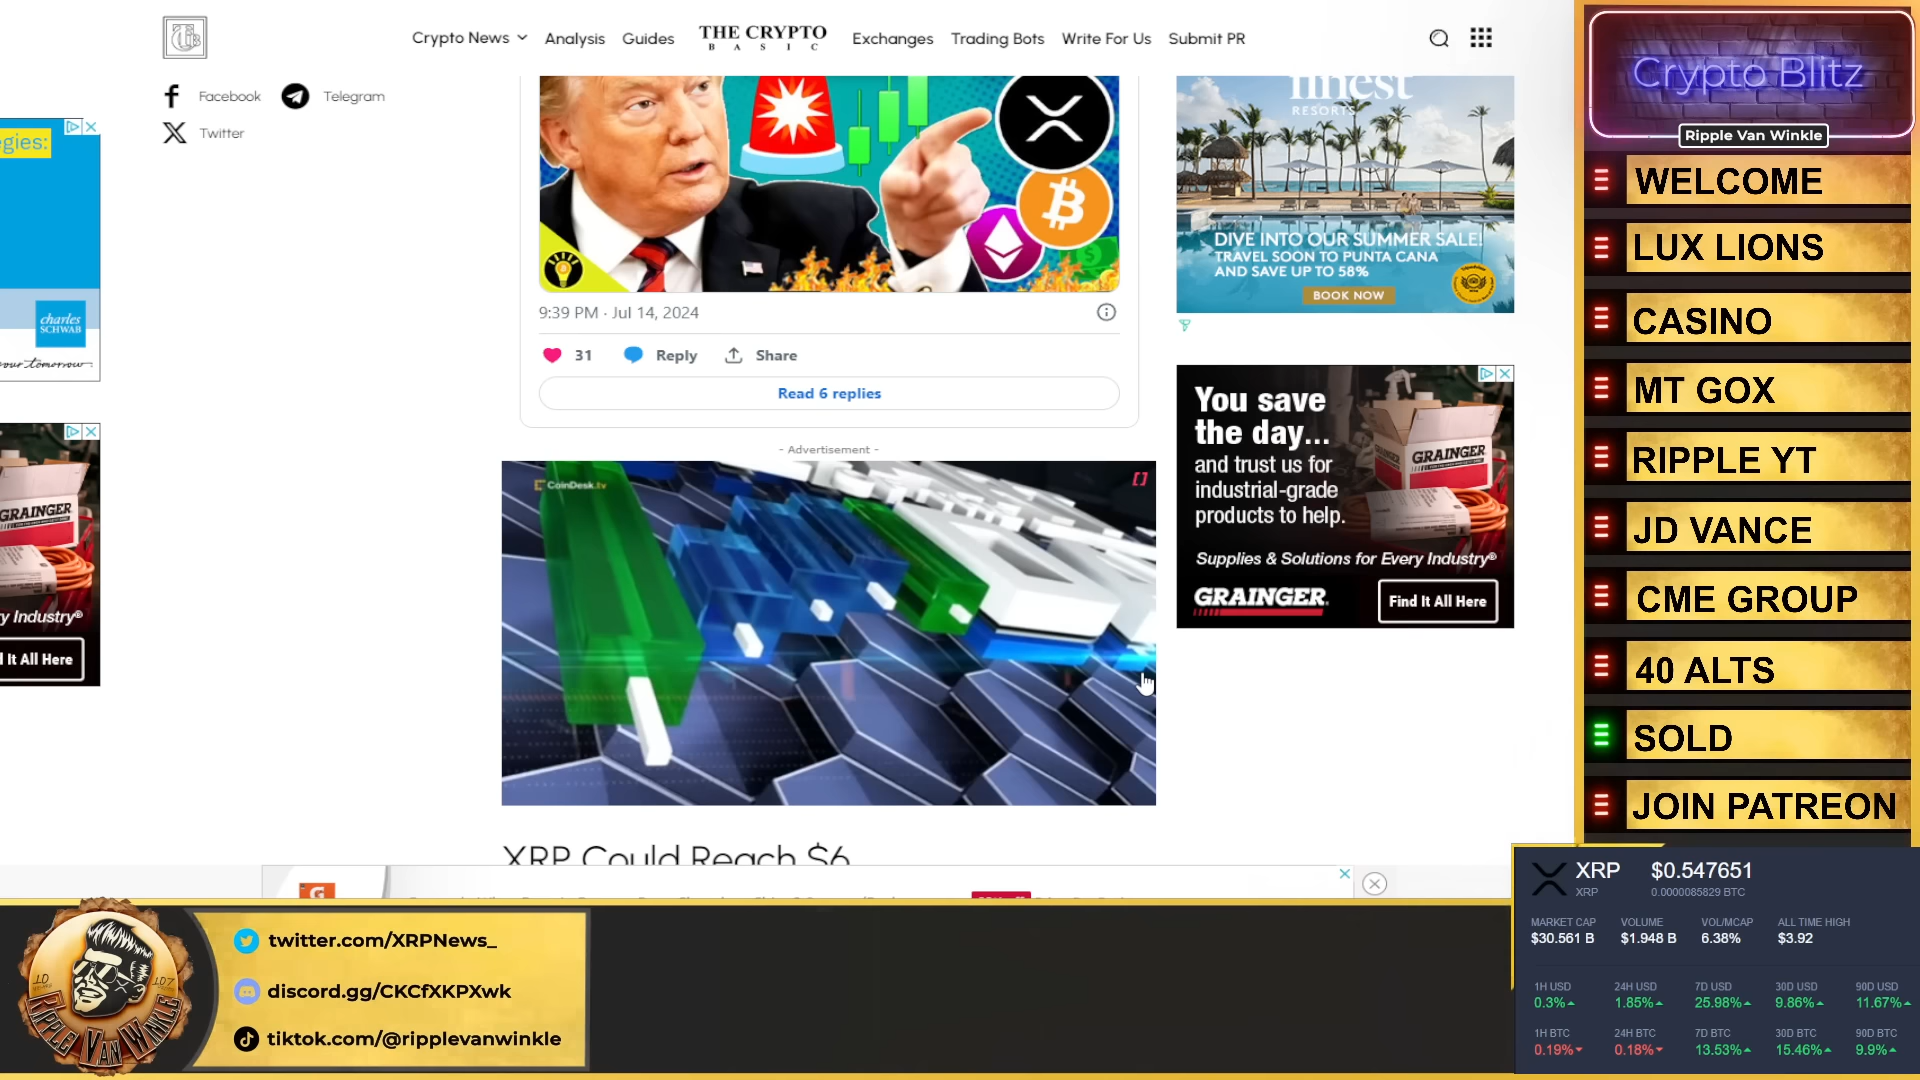 Crypto News
Analysis
Guides
THE CRYPTO
BASIC
Exchanges
Trading Bots
Write For Us
Submit PR
Facebook
Telegram
Twitter
gies:
charles
SCHWAB
GRAINGER
y Industry®
It All Here
9:39 PM · Jul 14, 2024
31
Reply
Share
Read 6 replies
- Advertisement -
CoinDesk.tv
XRP Could Reach $6
finest
RESORTS
DIVE INTO OUR SUMMER SALE!
TRAVEL SOON TO PUNTA CANA
AND SAVE UP TO 58%
BOOK NOW
You save
the day...
and trust us for
industrial-grade
products to help.
GRAINGER
Supplies & Solutions for Every Industry®
GRAINGER.
Find It All Here
Crypto Blitz
Ripple Van Winkle
WELCOME
LUX LIONS
CASINO
MT GOX
RIPPLE YT
JD VANCE
CME GROUP
40 ALTS
SOLD
JOIN PATREON
XRP $0.547651
XRP 0.0000085829 BTC
MARKET CAP VOLUME VOL/MCAP ALL TIME HIGH
$30.561 B $1.948 B 6.38% $3.92
1H USD 24H USD 7D USD 30D USD 90D USD
0.3% 1.85% 25.98% 9.86% 11.67%
1H BTC 24H BTC 7D BTC 30D BTC 90D BTC
0.19% 0.18% 13.53% 15.46% 9.9%
RIPPLE VAN WINKLE
twitter.com/XRPNews_
discord.gg/CKCfXKPXwk
tiktok.com/@ripplevanwinkle